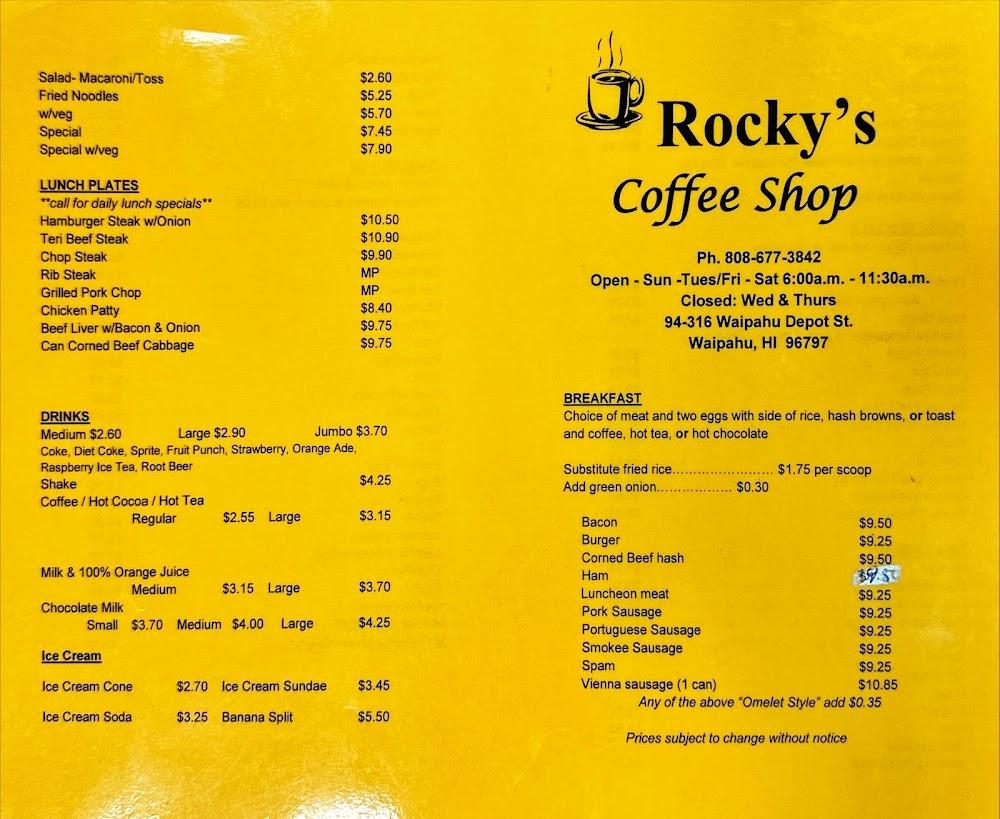 Salad- Macaroni/Toss $2.60
Fried Noodles $5.25
w/veg $5.70
Special $7.45
Special w/veg $7.90
LUNCH PLATES
**call for daily lunch specials**
Hamburger Steak w/Onion $10.50
Teri Beef Steak $10.90
Chop Steak $9.90
Rib Steak MP
Grilled Pork Chop MP
Chicken Patty $8.40
Beef Liver w/Bacon & Onion $9.75
Can Corned Beef Cabbage $9.75
DRINKS
Medium $2.60 Large $2.90 Jumbo $3.70
Coke, Diet Coke, Sprite, Fruit Punch, Strawberry, Orange Ade,
Raspberry Ice Tea, Root Beer
Shake $4.25
Coffee / Hot Cocoa / Hot Tea
Regular $2.55 Large $3.15
Milk & 100% Orange Juice
Medium $3.15 Large $3.70
Chocolate Milk
Small $3.70 Medium $4.00 Large $4.25
Ice Cream
Ice Cream Cone $2.70 Ice Cream Sundae $3.45
Ice Cream Soda $3.25 Banana Split $5.50
Rocky's
Coffee Shop
Ph. 808-677-3842
Open - Sun -Tues/Fri - Sat 6:00a.m. - 11:30a.m.
Closed: Wed & Thurs
94-316 Waipahu Depot St.
Waipahu, HI 96797
BREAKFAST
Choice of meat and two eggs with side of rice, hash browns, or toast
and coffee, hot tea, or hot chocolate
Substitute fried rice........................ $1.75 per scoop
Add green onion.................. $0.30
Bacon $9.50
Burger $9.25
Corned Beef hash $9.50
Ham
Luncheon meat $9.25
Pork Sausage $9.25
Portuguese Sausage $9.25
Smokee Sausage $9.25
Spam $9.25
Vienna sausage (1 can) $10.85
Any of the above "Omelet Style" add $0.35
Prices subject to change without notice